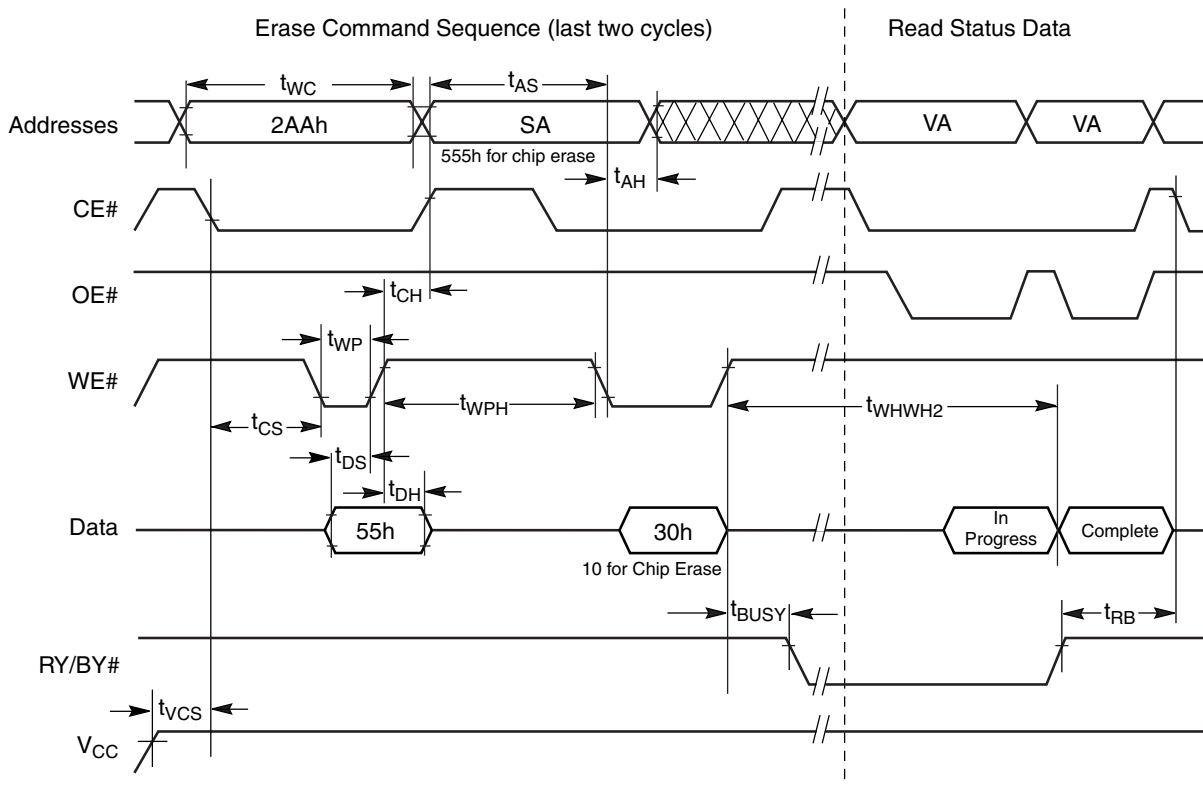 Erase Command Sequence (last two cycles)
Read Status Data
tWC
tAS
Addresses
2AAh
SA
VA
VA
555h for chip erase
tAH
CE#
OE#
tCH
tWP
WE#
tWPH
tWHWH2
tCS
tDS
tDH
Data
55h
30h
In
Progress
Complete
10 for Chip Erase
tBUSY
tRB
RY/BY#
tVCS
VCC